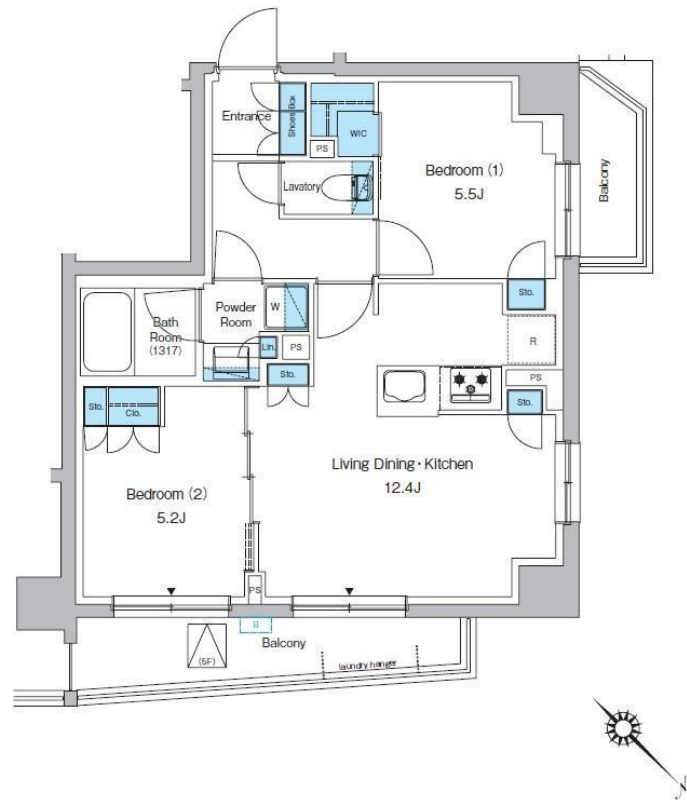 Entrance
Shoes Box
WIC
PS
Lavatory
Bedroom (1)
5.5J
Balcony
Powder
Room
W
Bath
Room
(1317)
Lin.
PS
Sto.
Sto.
R
PS
Sto.
Sto.
Clo.
Living Dining・Kitchen
12.4J
Bedroom (2)
5.2J
PS
B
(5F)
Balcony
laundry hanger
N